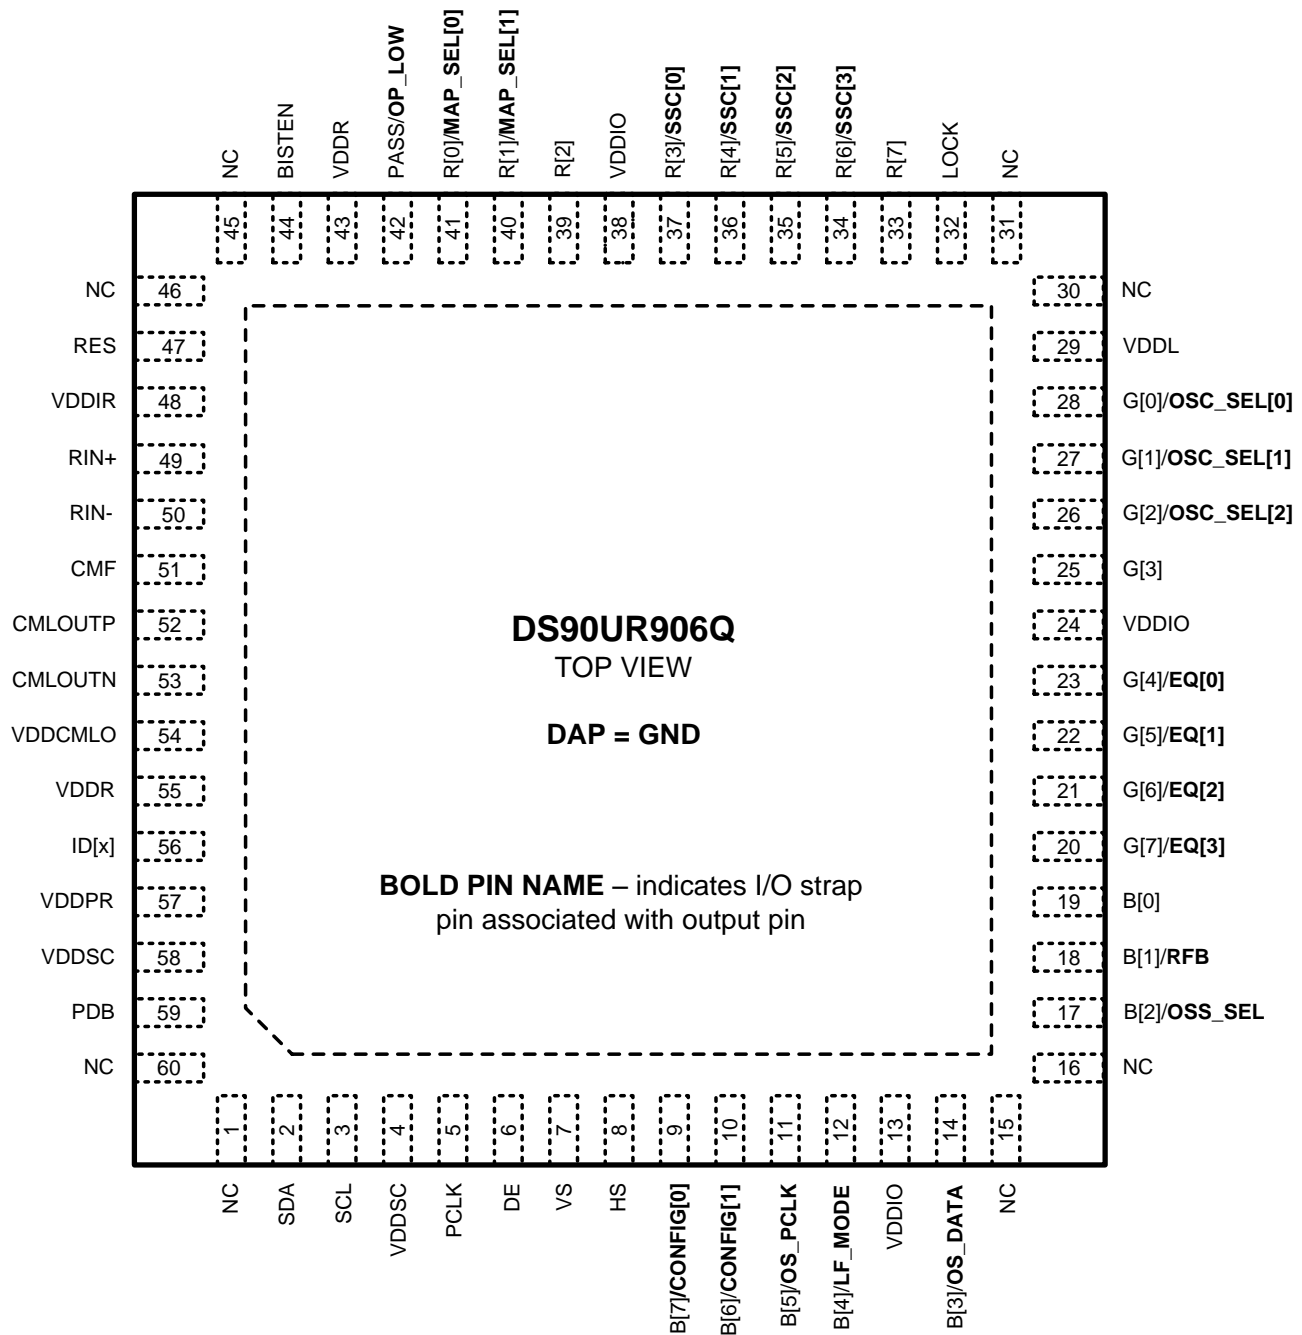 NC
BISTEN
VDDR
PASS/OP_LOW
R[0]/MAP_SEL[0]
R[1]/MAP_SEL[1]
R[2]
VDDIO
R[3]/SSC[0]
R[4]/SSC[1]
R[5]/SSC[2]
R[6]/SSC[3]
R[7]
LOCK
NC
45
44
43
42
41
40
39
38
37
36
35
34
33
32
31
NC 46
RES 47
VDDIR 48
RIN+ 49
RIN- 50
CMF 51
CMLOUTP 52
CMLOUTN 53
VDDCMLO 54
VDDR 55
ID[x] 56
VDDPR 57
VDDSC 58
PDB 59
NC 60
DS90UR906Q
TOP VIEW
DAP = GND
BOLD PIN NAME – indicates I/O strap
pin associated with output pin
30 NC
29 VDDL
28 G[0]/OSC_SEL[0]
27 G[1]/OSC_SEL[1]
26 G[2]/OSC_SEL[2]
25 G[3]
24 VDDIO
23 G[4]/EQ[0]
22 G[5]/EQ[1]
21 G[6]/EQ[2]
20 G[7]/EQ[3]
19 B[0]
18 B[1]/RFB
17 B[2]/OSS_SEL
16 NC
1
2
3
4
5
6
7
8
9
10
11
12
13
14
15
NC
SDA
SCL
VDDSC
PCLK
DE
VS
HS
B[7]/CONFIG[0]
B[6]/CONFIG[1]
B[5]/OS_PCLK
B[4]/LF_MODE
VDDIO
B[3]/OS_DATA
NC